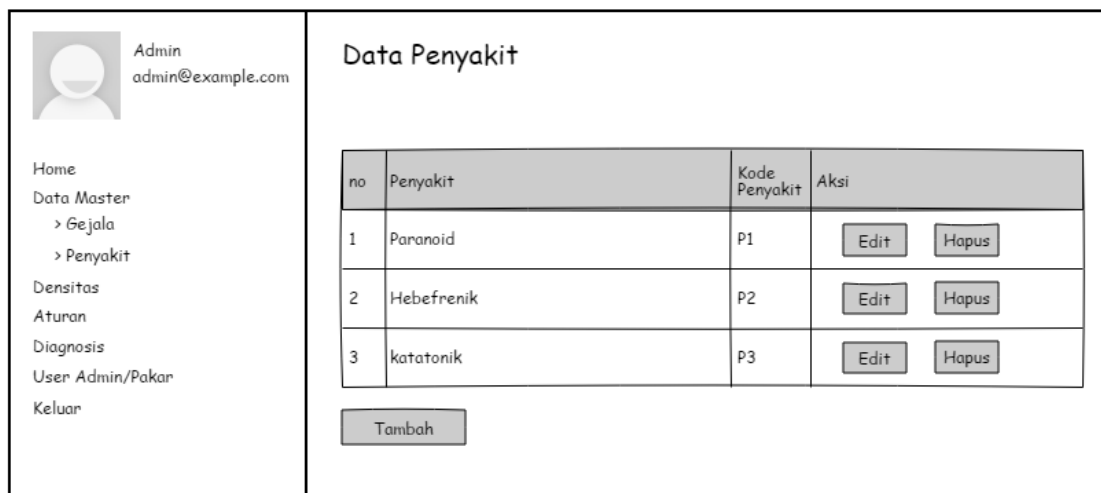 Admin
admin@example.com
Home
Data Master
> Gejala
> Penyakit
Densitas
Aturan
Diagnosis
User Admin/Pakar
Keluar
Data Penyakit
no Penyakit Kode Penyakit Aksi
1 Paranoid P1 Edit Hapus
2 Hebefrenik P2 Edit Hapus
3 katatonik P3 Edit Hapus
Tambah